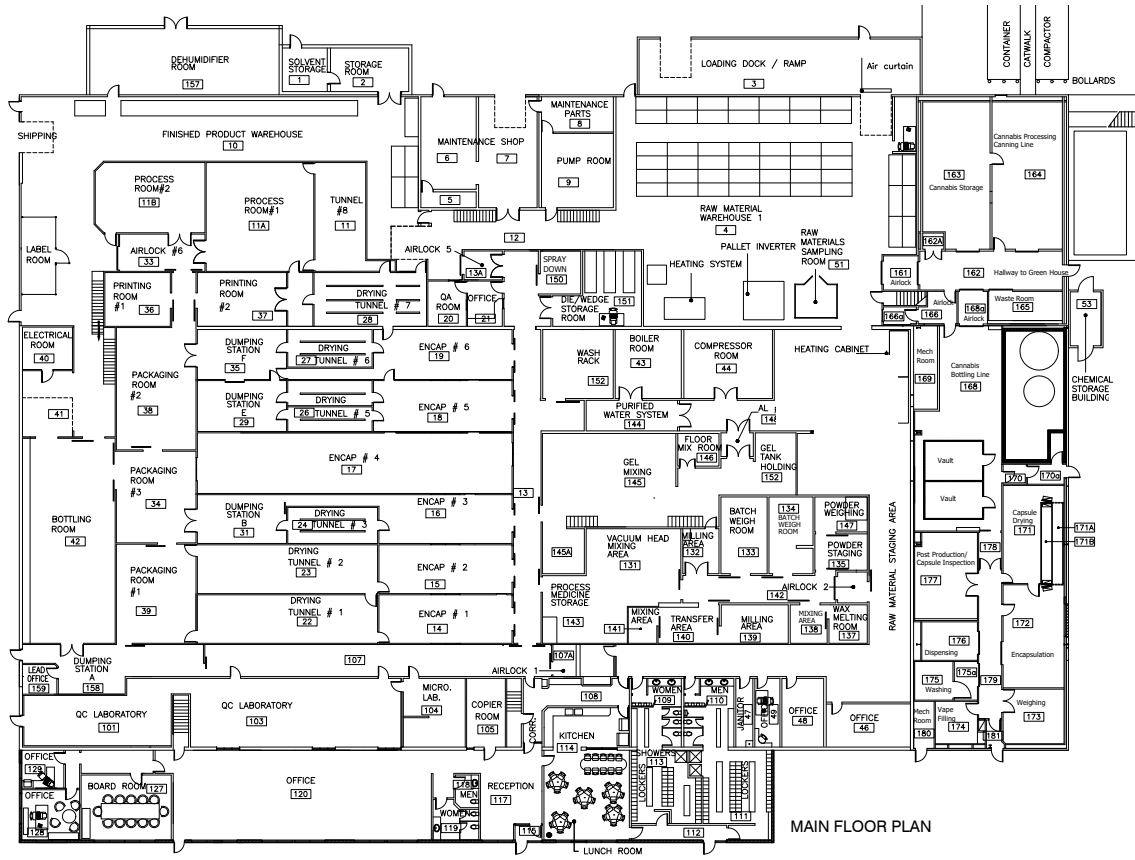 CONTAINER
CATWALK
COMPACTOR
BOLLARDS
DEHUMIDIFIER
ROOM
157
SOLVENT
STORAGE
1
STORAGE
ROOM
2
LOADING DOCK / RAMP
3
Air curtain
SHIPPING
FINISHED PRODUCT WAREHOUSE
10
MAINTENANCE SHOP
6
7
5
MAINTENANCE
PARTS
8
PUMP ROOM
9
RAW MATERIAL
WAREHOUSE 1
4
163
Cannabis Storage
Cannabis Processing
Canning Line
164
PROCESS
ROOM#2
11B
PROCESS
ROOM#1
11A
TUNNEL
#8
11
LABEL
ROOM
AIRLOCK #6
33
12
AIRLOCK 5
13A
SPRAY
DOWN
150
151
DIE/WEDGE
STORAGE
ROOM
HEATING SYSTEM
PALLET INVERTER
RAW
MATERIALS
SAMPLING
ROOM
51
162A
161
Airlock
162
Hallway to Green House
PRINTING
ROOM
#1
36
PRINTING
ROOM
#2
37
DRYING
TUNNEL # 7
28
QA
ROOM
20
OFFICE
21
166a
Airlock
166
168a
Airlock
Waste Room
165
53
CHEMICAL
STORAGE
BUILDING
ELECTRICAL
ROOM
40
DUMPING
STATION
F
35
DRYING
27
TUNNEL # 6
ENCAP # 6
19
WASH
RACK
152
BOILER
ROOM
43
COMPRESSOR
ROOM
44
HEATING CABINET
Mech
Room
169
Cannabis
Bottling Line
168
PACKAGING
ROOM
#2
38
41
DUMPING
STATION
E
29
DRYING
26
TUNNEL # 5
ENCAP # 5
18
PURIFIED
WATER SYSTEM
144
AL
ENCAP # 4
17
GEL
MIXING
145
FLOOR
MIX ROOM
146
GEL
TANK
HOLDING
152
Vault
Vault
170
170a
PACKAGING
ROOM
#3
34
BOTTLING
ROOM
42
13
ENCAP # 3
16
DUMPING
STATION
B
31
DRYING
24
TUNNEL # 3
BATCH
WEIGH
ROOM
133
134
BATCH
WEIGH
ROOM
POWDER
WEIGHING
147
POWDER
STAGING
135
RAW MATERIAL STAGING AREA
Capsule
Drying
171
171A
171B
145A
VACUUM HEAD
MIXING
AREA
131
MILLING
AREA
132
178
Post Production/
Capsule Inspection
177
PACKAGING
ROOM
#1
39
DRYING
TUNNEL # 2
23
ENCAP # 2
15
PROCESS
MEDICINE
STORAGE
143
AIRLOCK 2
142
DRYING
TUNNEL # 1
22
ENCAP # 1
14
141
MIXING
AREA
TRANSFER
AREA
140
MILLING
AREA
139
MIXING
AREA
138
WAX
MELTING
ROOM
137
172
Encapsulation
176
Dispensing
107
AIRLOCK 1
107A
LEAD
OFFICE
159
DUMPING
STATION
A
158
175
Washing
175a
179
QC LABORATORY
101
QC LABORATORY
103
MICRO.
LAB.
104
COPIER
ROOM
105
CORR.
108
WOMEN
109
MEN
110
JANITOR
47
OFFICE
49
OFFICE
48
OFFICE
46
Mech
Room
180
Vape
Filling
174
181
Weighing
173
KITCHEN
114
SHOWERS
113
LOCKERS
LOCKERS
111
OFFICE
129
OFFICE
128
BOARD ROOM
127
OFFICE
120
118
MEN
WOMEN
119
RECEPTION
117
112
LUNCH ROOM
MAIN FLOOR PLAN